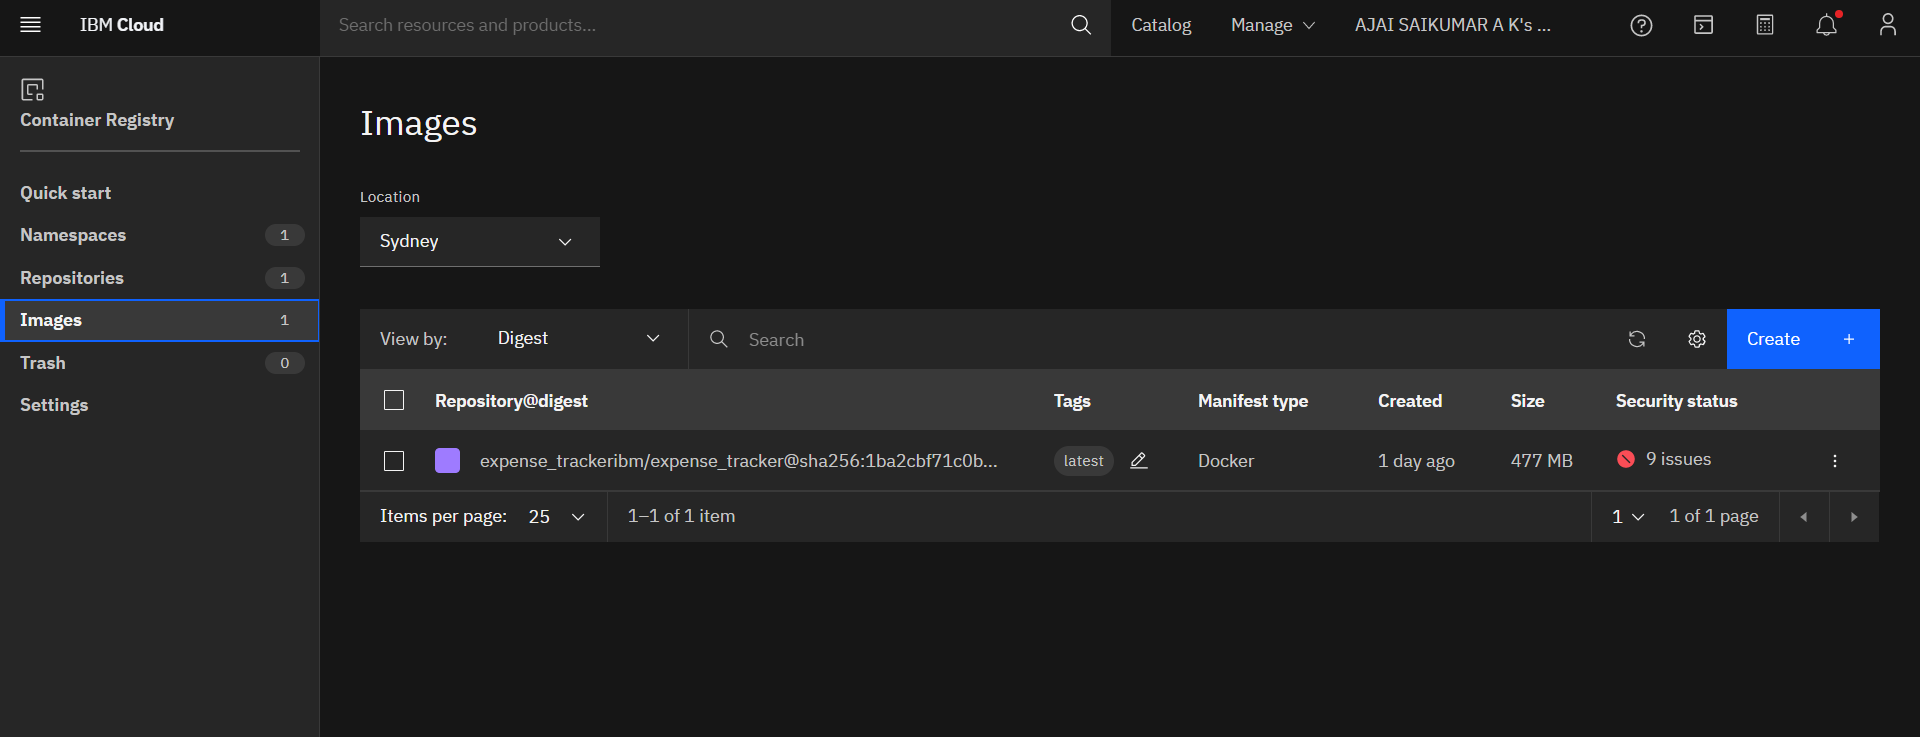 IBM Cloud
Search resources and products...
Catalog
Manage
AJAI SAIKUMAR A K's ...
Container Registry
Quick start
Namespaces 1
Repositories 1
Images 1
Trash 0
Settings
Images
Location
Sydney
View by: Digest
Search
Create +
Repository@digest Tags Manifest type Created Size Security status
expense_trackeribm/expense_tracker@sha256:1ba2cbf71c0b... latest Docker 1 day ago 477 MB 9 issues
Items per page: 25 1–1 of 1 item 1 1 of 1 page